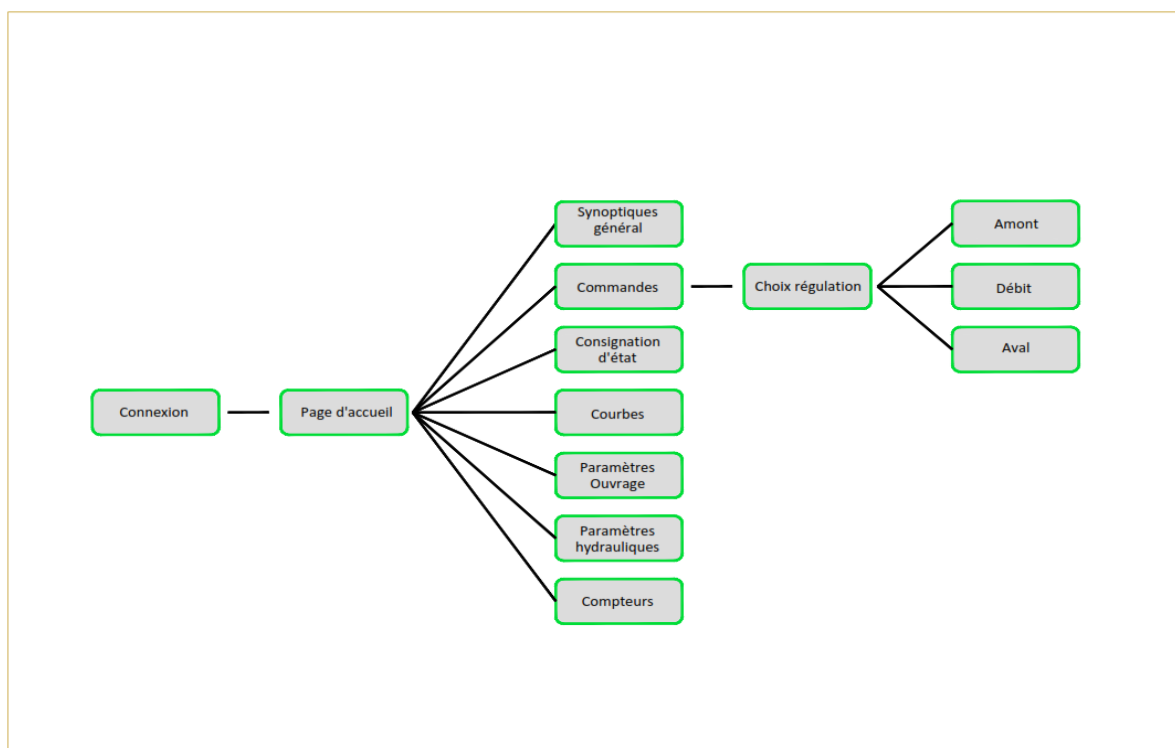 Connexion
Page d'accueil
Synoptiques
général
Commandes
Consignation
d'état
Courbes
Paramètres
Ouvrage
Paramètres
hydrauliques
Compteurs
Choix régulation
Amont
Débit
Aval